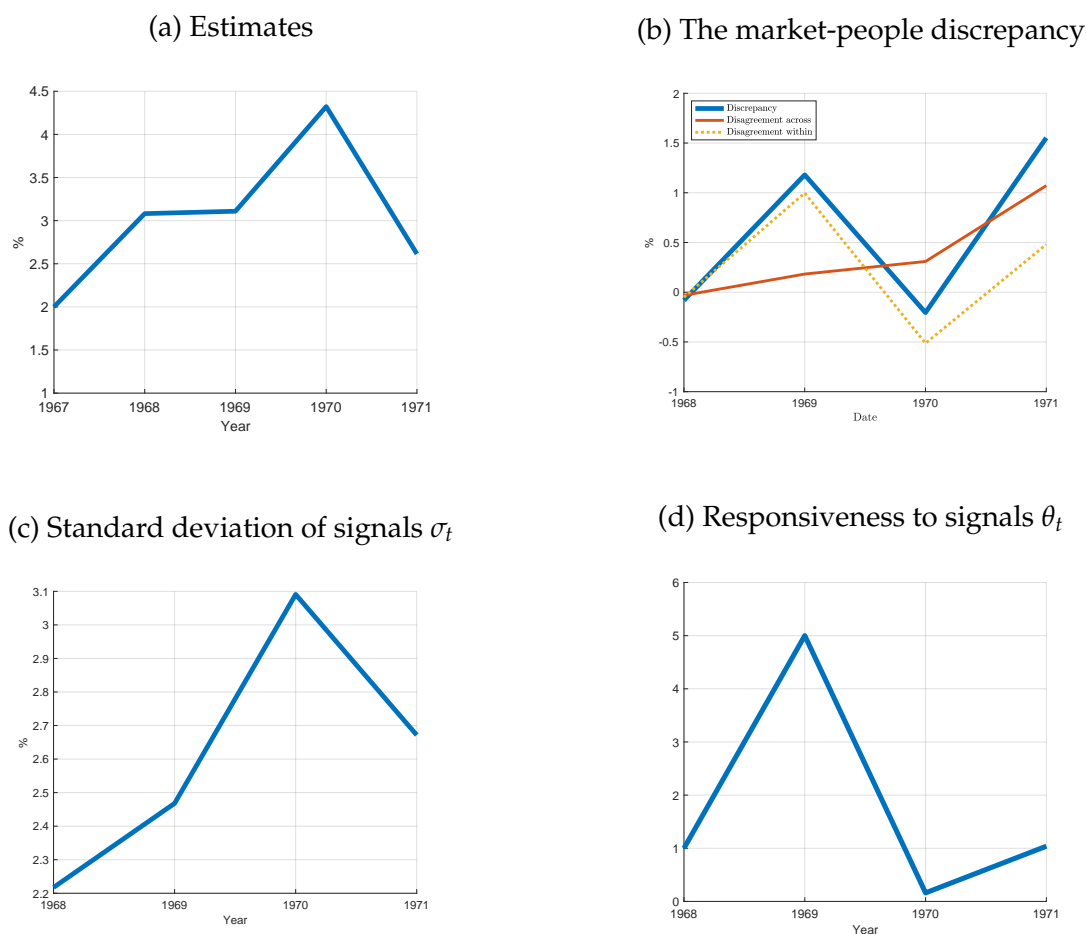 (a) Estimates
4.5
4
3.5
3
2.5
2
1.5
1
%
1967 1968 1969 1970 1971
Year
(b) The market-people discrepancy
2
1.5
1
0.5
0
-0.5
-1
%
Discrepancy
Disagreement across
Disagreement within
1968 1969 1970 1971
Date
(c) Standard deviation of signals σt
3.1
3
2.9
2.8
2.7
2.6
2.5
2.4
2.3
2.2
%
1968 1969 1970 1971
Year
(d) Responsiveness to signals θt
6
5
4
3
2
1
0
1968 1969 1970 1971
Year